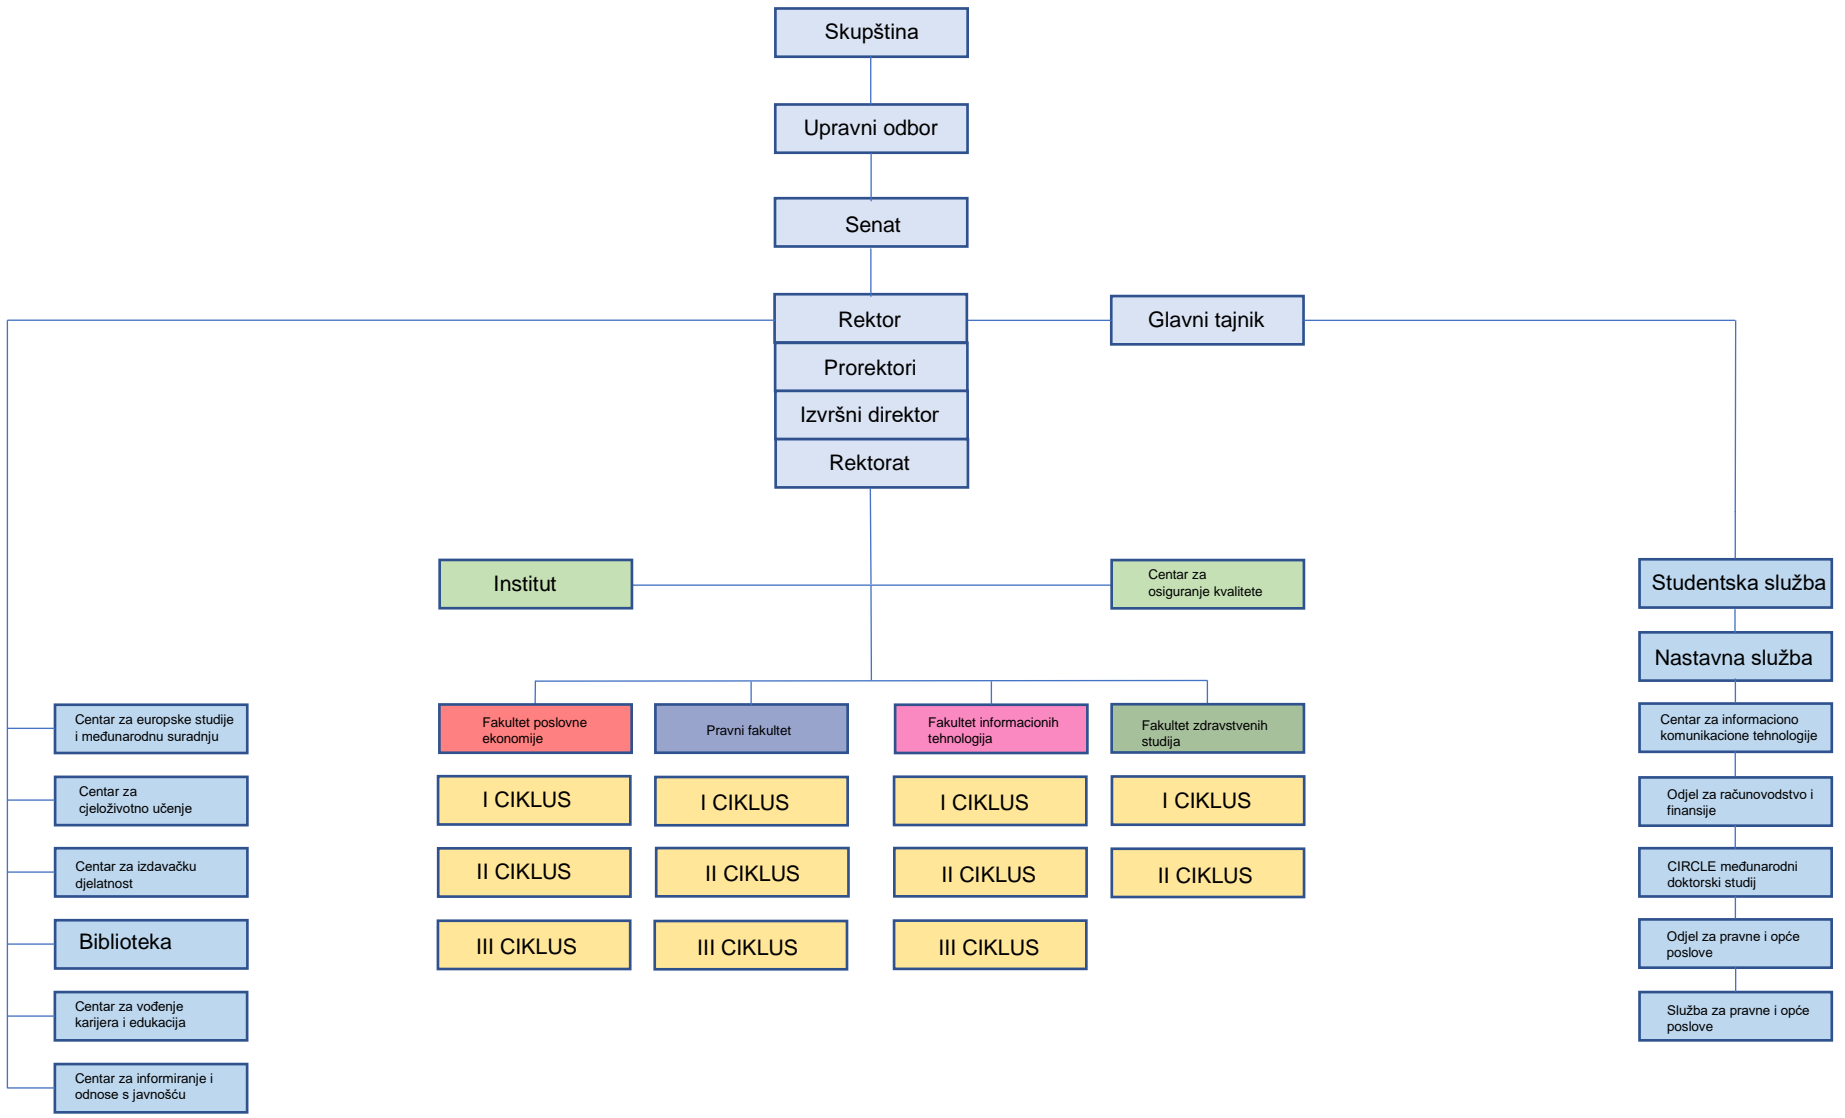 Skupština
Upravni odbor
Senat
Rektor
Glavni tajnik
Prorektori
Izvršni direktor
Rektorat
Institut
Centar za
osiguranje kvalitete
Studentska služba
Nastavna služba
Centar za informaciono
komunikacione tehnologije
Odjel za računovodstvo i
finansije
CIRCLE međunarodni
doktorski studij
Odjel za pravne i opće
poslove
Služba za pravne i opće
poslove
Centar za europske studije
i međunarodnu suradnju
Centar za
cjeloživotno učenje
Centar za izdavačku
djelatnost
Biblioteka
Centar za vođenje
karijera i edukacija
Centar za informiranje i
odnose s javnošću
Fakultet poslovne
ekonomije
I CIKLUS
II CIKLUS
III CIKLUS
Pravni fakultet
I CIKLUS
II CIKLUS
III CIKLUS
Fakultet informacionih
tehnologija
I CIKLUS
II CIKLUS
III CIKLUS
Fakultet zdravstvenih
studija
I CIKLUS
II CIKLUS